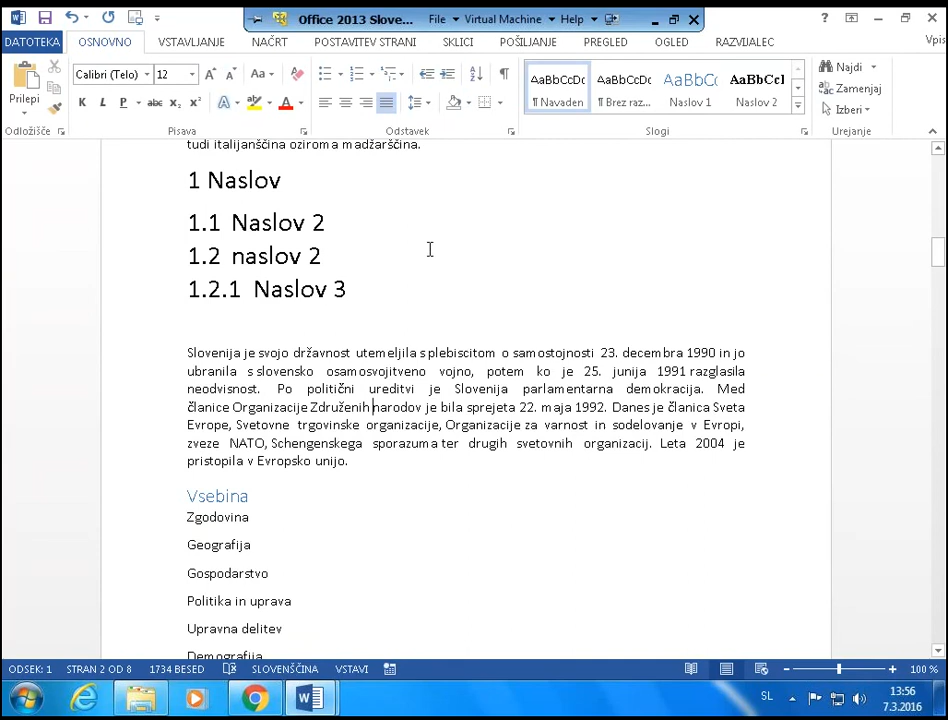 Office 2013 Slove...
File
Virtual Machine
Help
?
DATOTEKA
OSNOVNO
VSTAVLJANJE
NAČRT
POSTAVITEV STRANI
SKLICI
POŠILJANJE
PREGLED
OGLED
RAZVIJALEC
Vpis
Prilepi
Calibri (Telo)
12
K L P abc x₂ x²
AaBbCcDc
¶ Navaden
AaBbCcDc
¶ Brez raz...
AaBbC(
Naslov 1
AaBbCcI
Naslov 2
Najdi
Zamenjaj
Izberi
Odložišče
Pisava
Odstavek
Slogi
Urejanje
tudi italijanščina oziroma madžarščina.
1 Naslov
1.1 Naslov 2
1.2 naslov 2
1.2.1 Naslov 3
Slovenija je svojo državnost utemeljila s plebiscitom o samostojnosti 23. decembra 1990 in jo
ubranila s slovensko osamosvojitveno vojno, potem ko je 25. junija 1991 razglasila
neodvisnost. Po politični ureditvi je Slovenija parlamentarna demokracija. Med
članice Organizacije Združenih narodov je bila sprejeta 22. maja 1992. Danes je članica Sveta
Evrope, Svetovne trgovinske organizacije, Organizacije za varnost in sodelovanje v Evropi,
zveze NATO, Schengenskega sporazuma ter drugih svetovnih organizacij. Leta 2004 je
pristopila v Evropsko unijo.
Vsebina
Zgodovina
Geografija
Gospodarstvo
Politika in uprava
Upravna delitev
Demografija
ODSEK: 1
STRAN 2 OD 8
1734 BESED
SLOVENŠČINA
VSTAVI
100 %
SL
13:56
7.3.2016